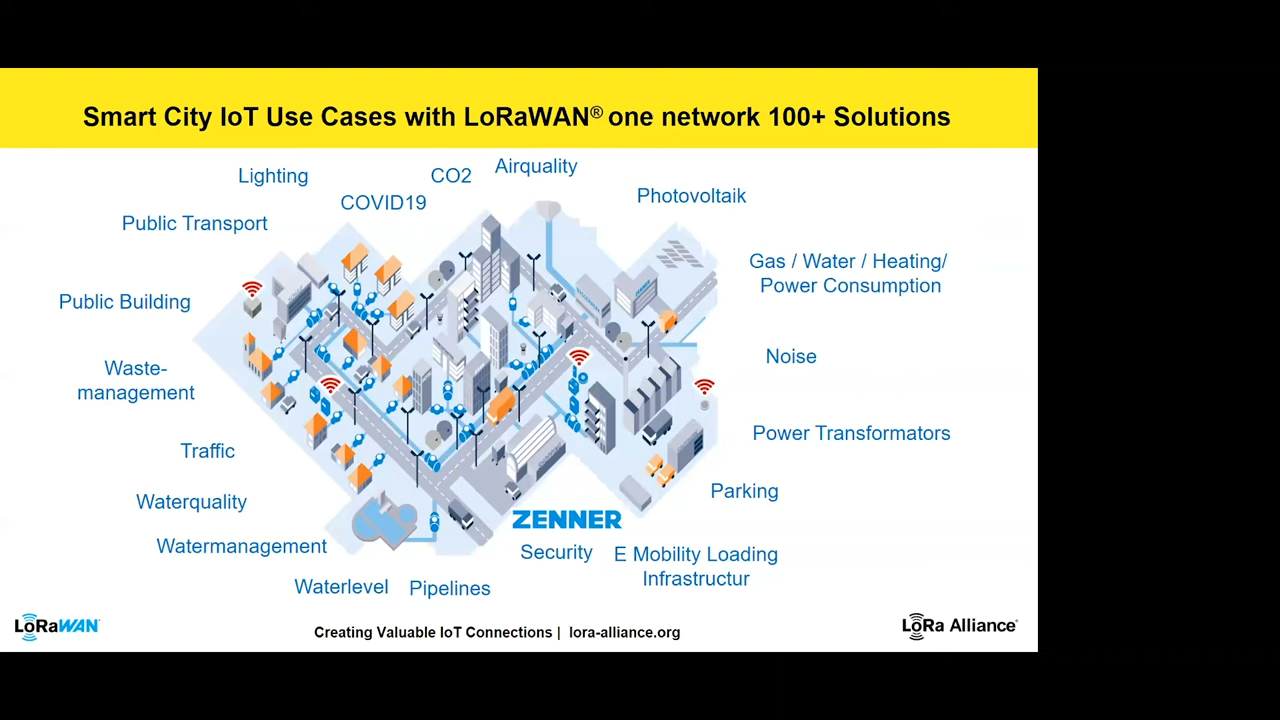 Smart City IoT Use Cases with LoRaWAN® one network 100+ Solutions
Lighting
CO2
Airquality
COVID19
Photovoltaik
Public Transport
Gas / Water / Heating/
Power Consumption
Public Building
Noise
Waste-
management
Power Transformators
Traffic
Parking
Waterquality
ZENNER
Watermanagement
Security
E Mobility Loading
Infrastructur
Waterlevel
Pipelines
LoRaWAN
Creating Valuable IoT Connections | lora-alliance.org
LoRa Alliance®